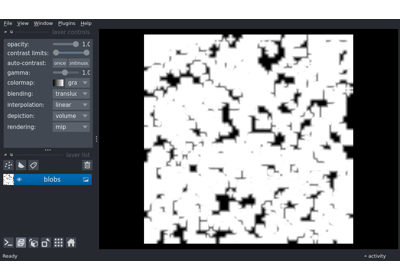 File View Window Plugins Help
layer controls
opacity: 1.0
contrast limits:
auto-contrast: once
gamma: 1.0
colormap: gra
blending: translu
interpolation: linear
depiction: volume
rendering: mip
layer list
blobs
Ready
activity